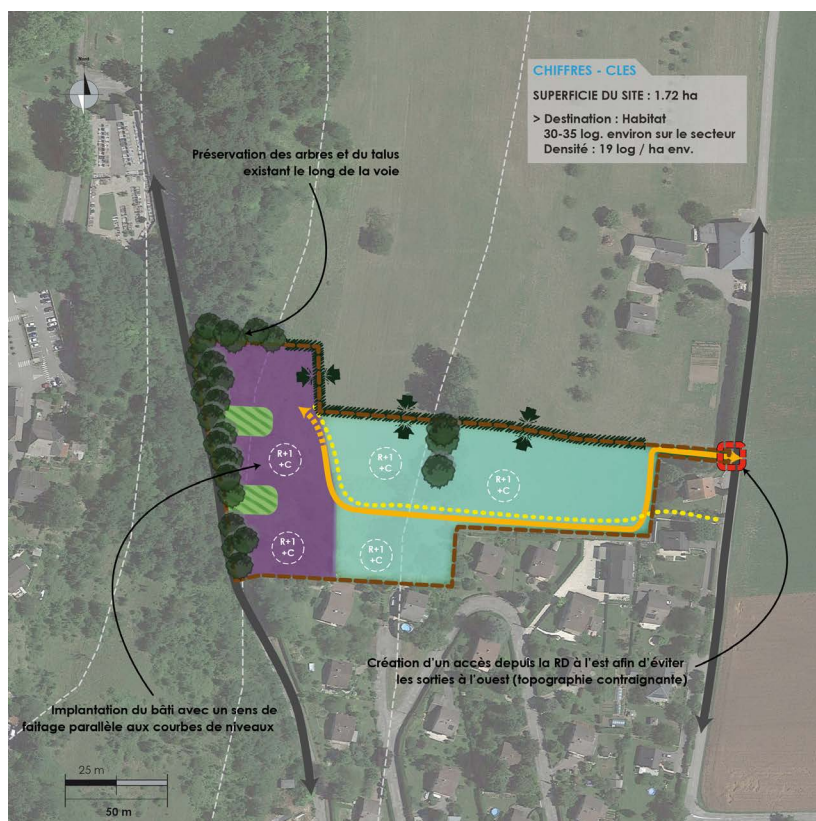 Nord
CHIFFRES - CLES
SUPERFICIE DU SITE : 1.72 ha
> Destination : Habitat
30-35 log. environ sur le secteur
Densité : 19 log / ha env.
Préservation des arbres et du talus
existant le long de la voie
R+1
+C
R+1
+C
R+1
+C
R+1
+C
R+1
+C
Création d'un accès depuis la RD à l'est afin d'éviter
les sorties à l'ouest (topographie contraignante)
Implantation du bâti avec un sens de
faitage parallèle aux courbes de niveaux
25 m
50 m